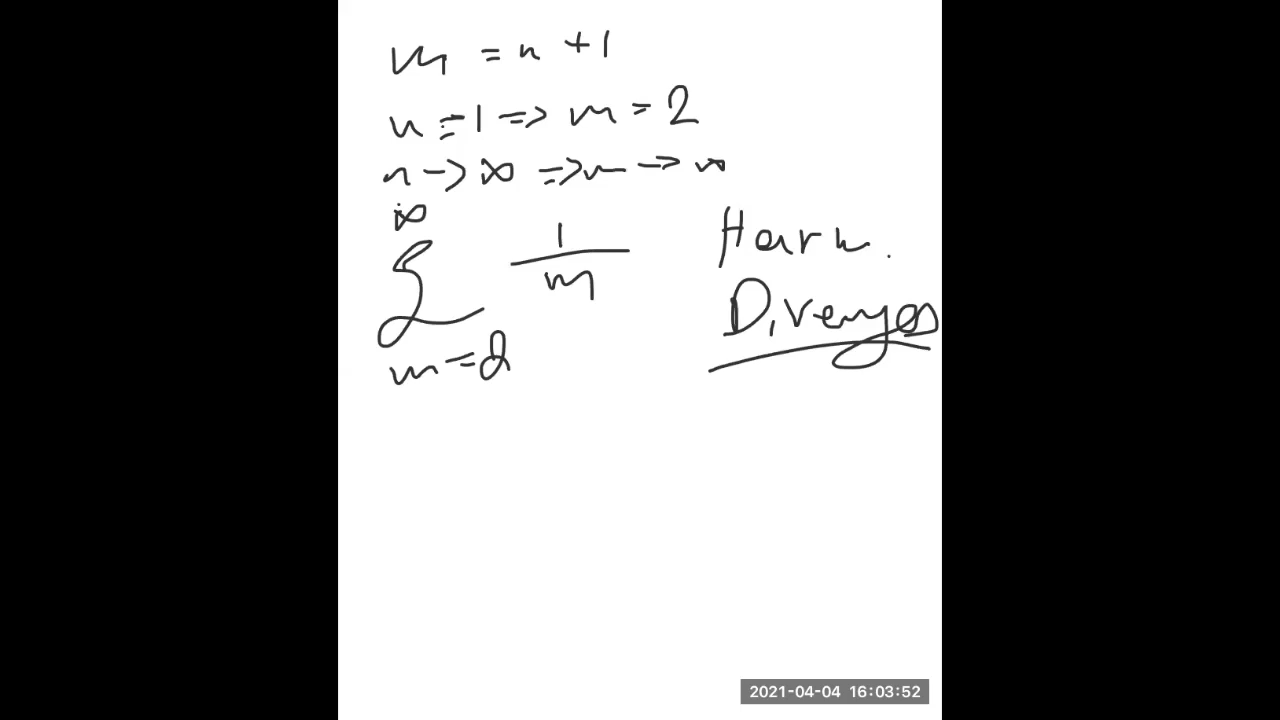 m = n + 1
n = 1 => m = 2
n -> ∞ => m -> ∞
∞
∑ 1/m Harm.
m = 2 Diverges
2021-04-04 16:03:52